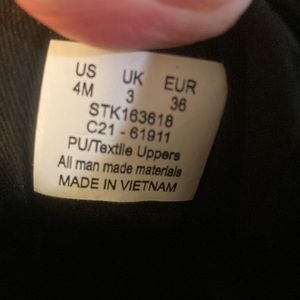 US UK EUR
4M 3 36
STK163618
C21 - 61911
PU/Textile Uppers
All man made materials
MADE IN VIETNAM